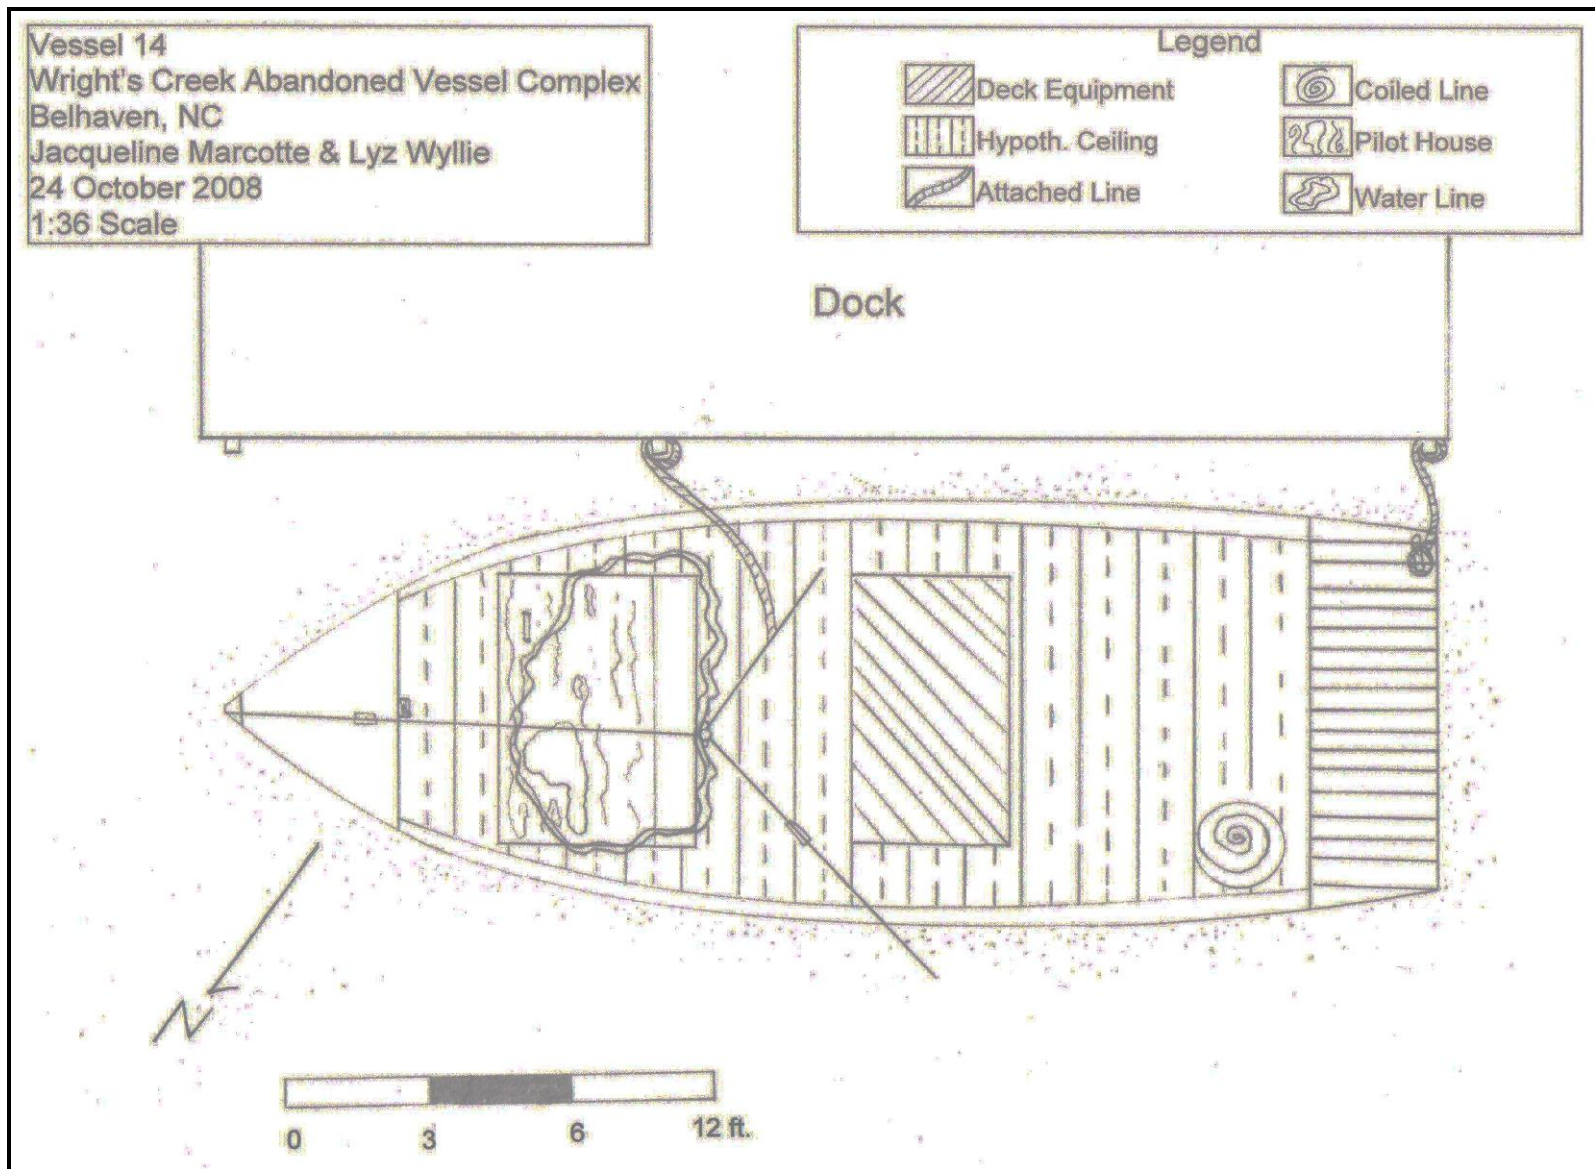 Vessel 14
Wright's Creek Abandoned Vessel Complex
Belhaven, NC
Jacqueline Marcotte & Lyz Wyllie
24 October 2008
1:36 Scale
Legend
Deck Equipment
Hypoth. Ceiling
Attached Line
Coiled Line
Pilot House
Water Line
Dock
N
0 3 6 12 ft.